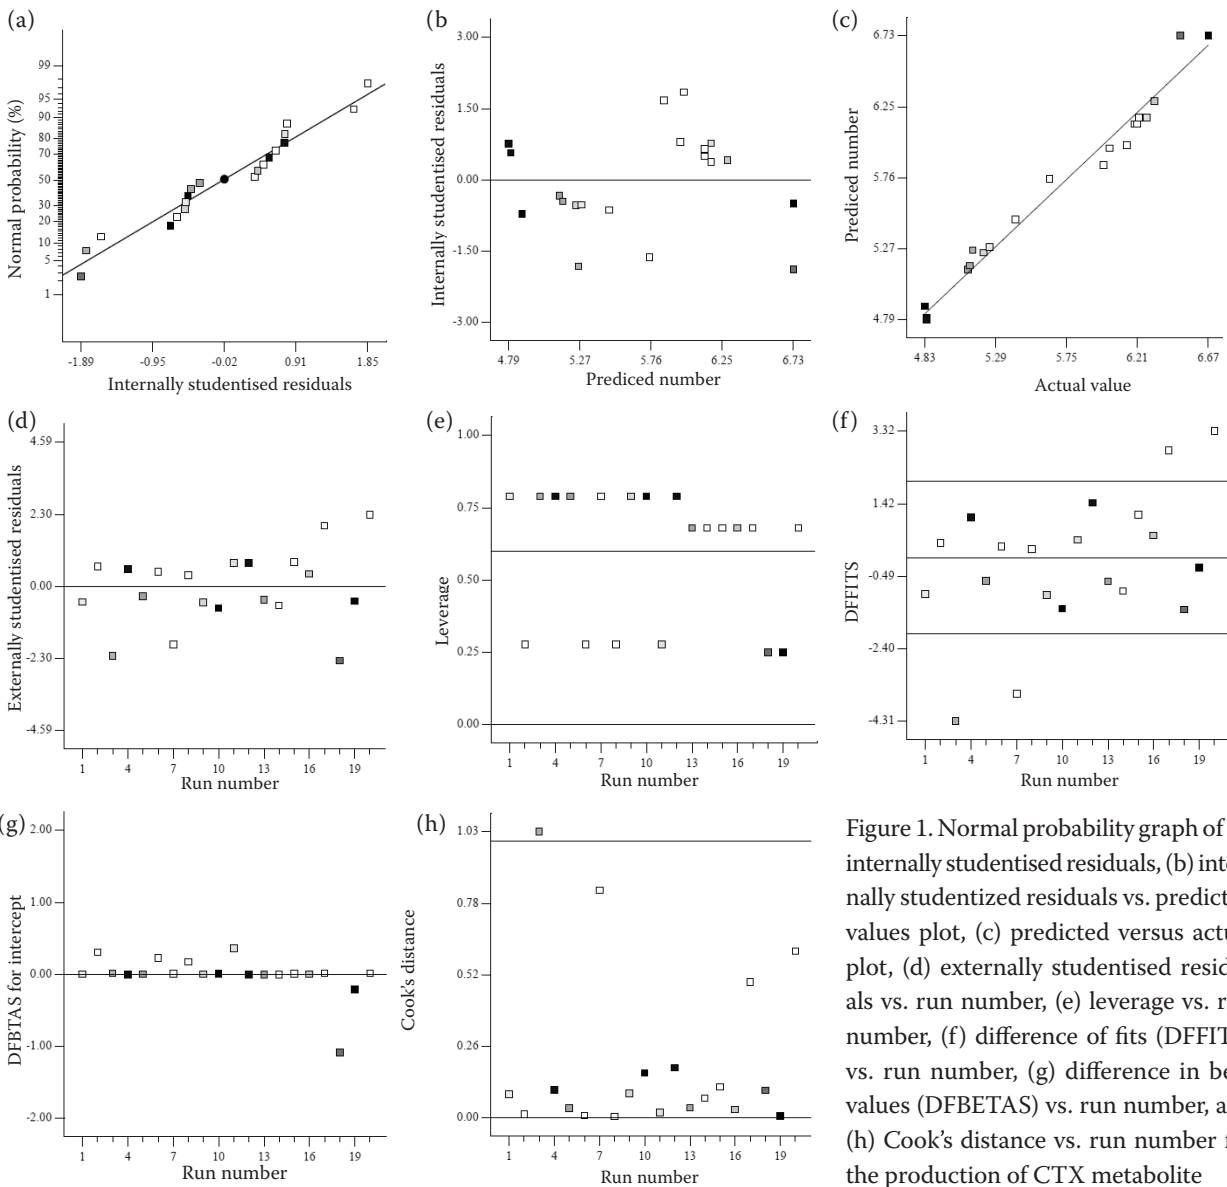 (a)
99
95
90
80
70
50
30
20
10
5
1
Normal probability (%)
-1.89 -0.95 -0.02 0.91 1.85
Internally studentised residuals
(b)
3.00
1.50
0.00
-1.50
-3.00
Internally studentised residuals
4.79 5.27 5.76 6.25 6.73
Prediced number
(c)
6.73
6.25
5.76
5.27
4.79
Prediced number
4.83 5.29 5.75 6.21 6.67
Actual value
(d)
4.59
2.30
0.00
-2.30
-4.59
Externally studentised residuals
1 4 7 10 13 16 19
Run number
(e)
1.00
0.75
0.50
0.25
0.00
Leverage
1 4 7 10 13 16 19
Run number
(f)
3.32
1.42
-0.49
-2.40
-4.31
DFFITS
1 4 7 10 13 16 19
Run number
(g)
2.00
1.00
0.00
-1.00
-2.00
DFBTAS for intercept
1 4 7 10 13 16 19
Run number
(h)
1.03
0.78
0.52
0.26
0.00
Cook's distance
1 4 7 10 13 16 19
Run number
Figure 1. Normal probability graph of
internally studentised residuals, (b)
nally studentized residuals vs.
values plot, (c) predicted versus
plot, (d) externally studentised
als vs. run number, (e) leverage vs.
number, (f) difference of fits
vs. run number, (g) difference in
values (DFBETAS) vs. run number,
(h) Cook's distance vs. run number
the production of CTX metabolite